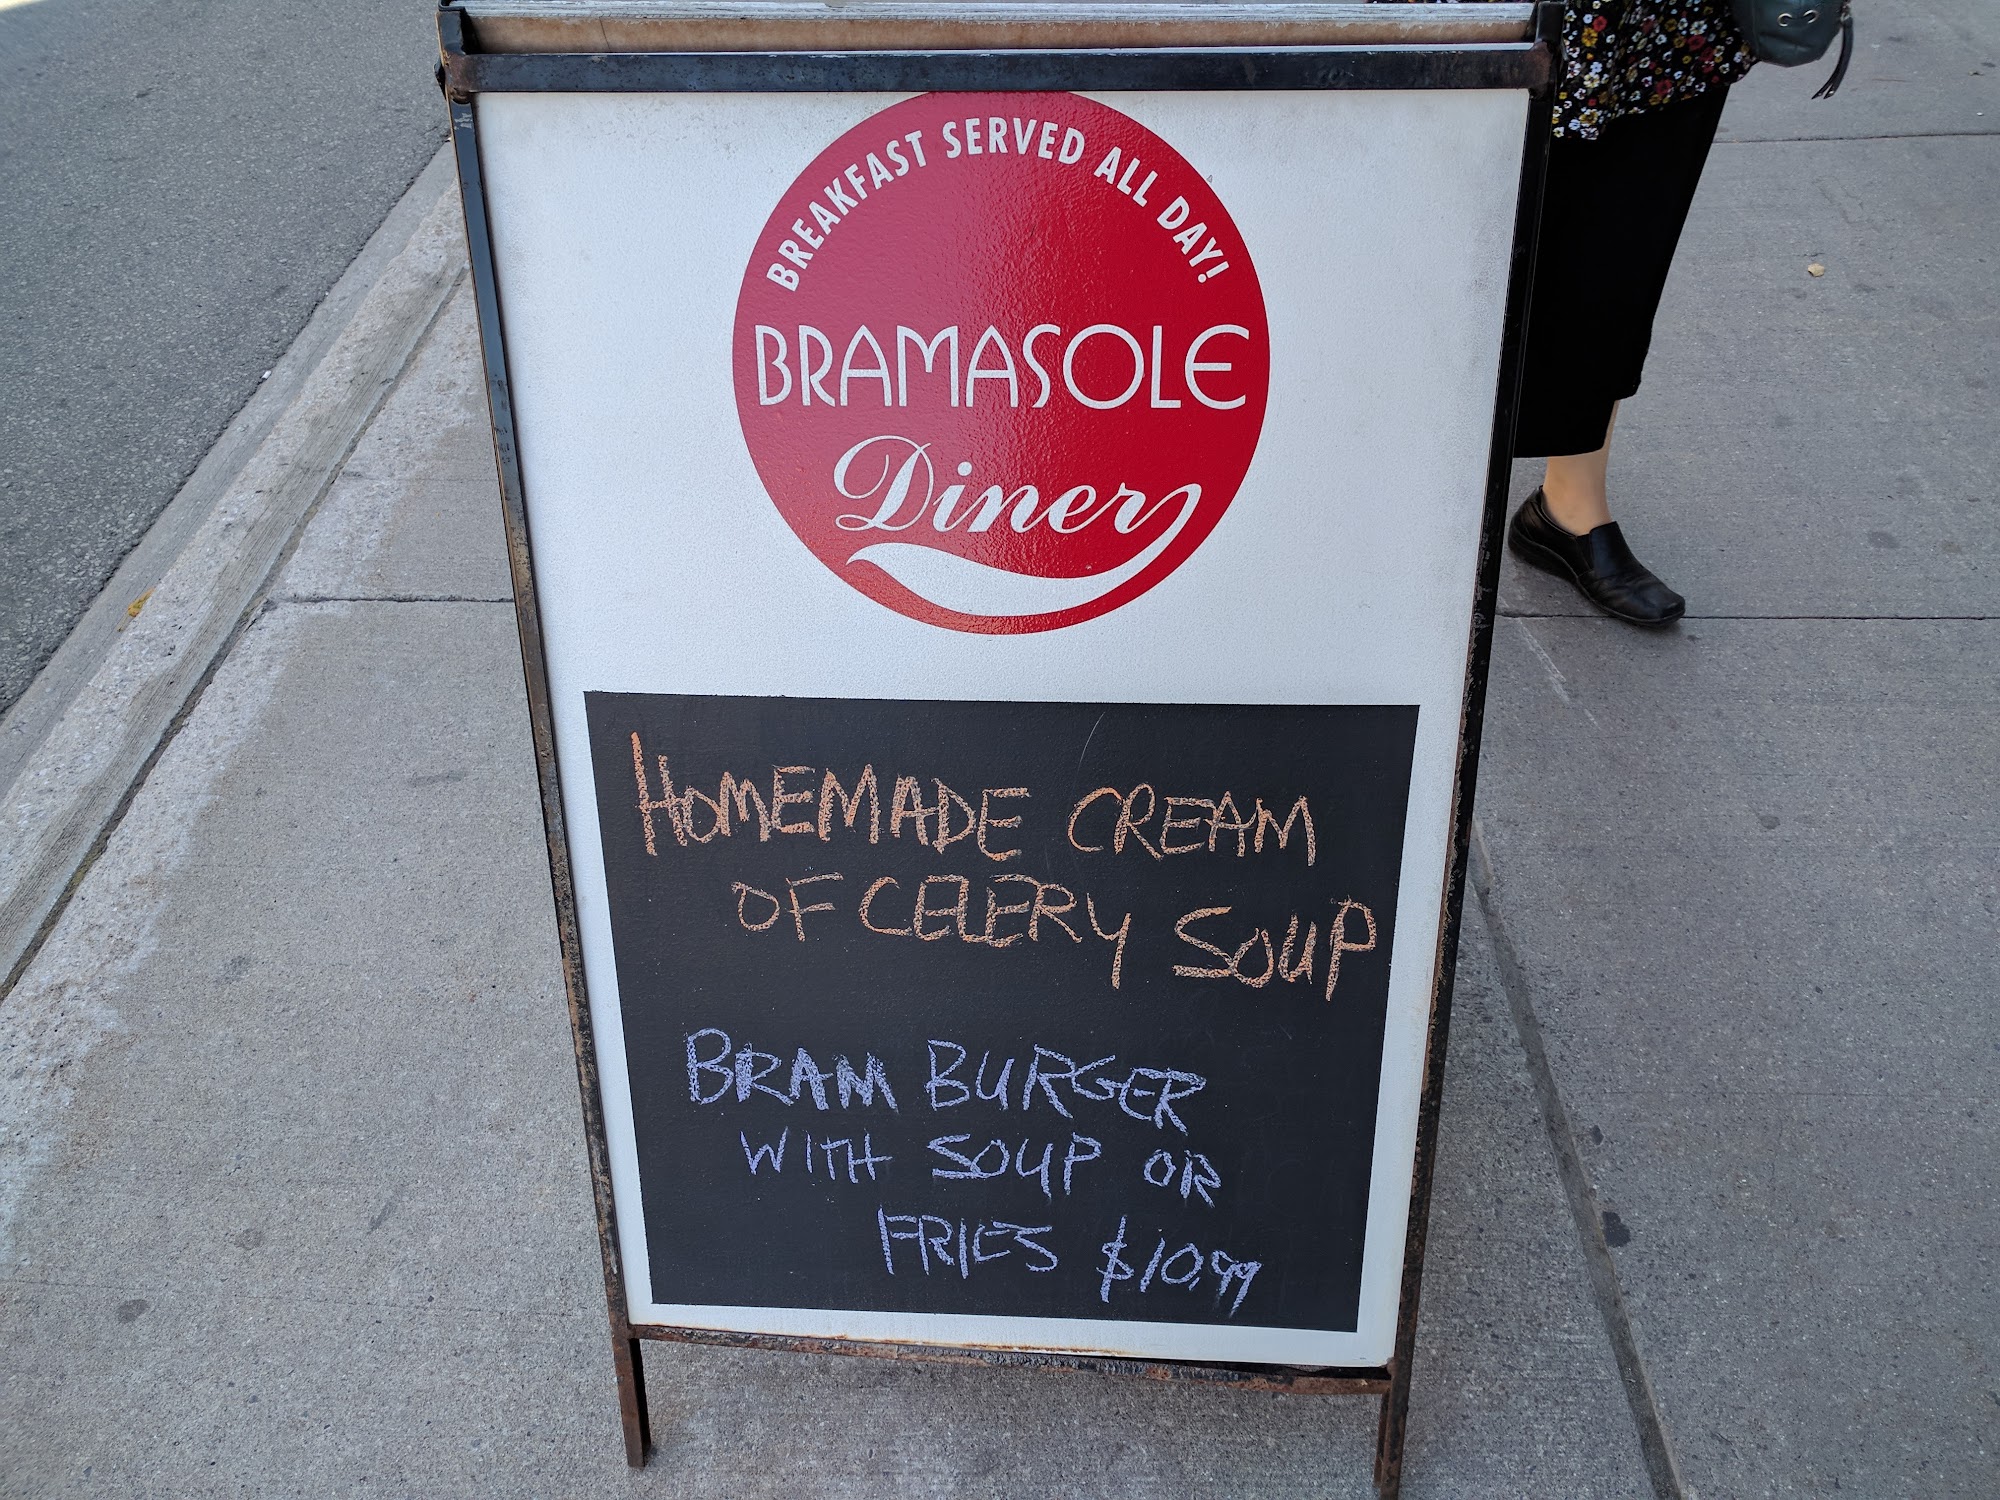 BREAKFAST SERVED ALL DAY!
BRAMASOLE
Diner
HOMEMADE CREAM
OF CELERY SOUP
BRAM BURGER
WITH SOUP OR
FRIES $10.99